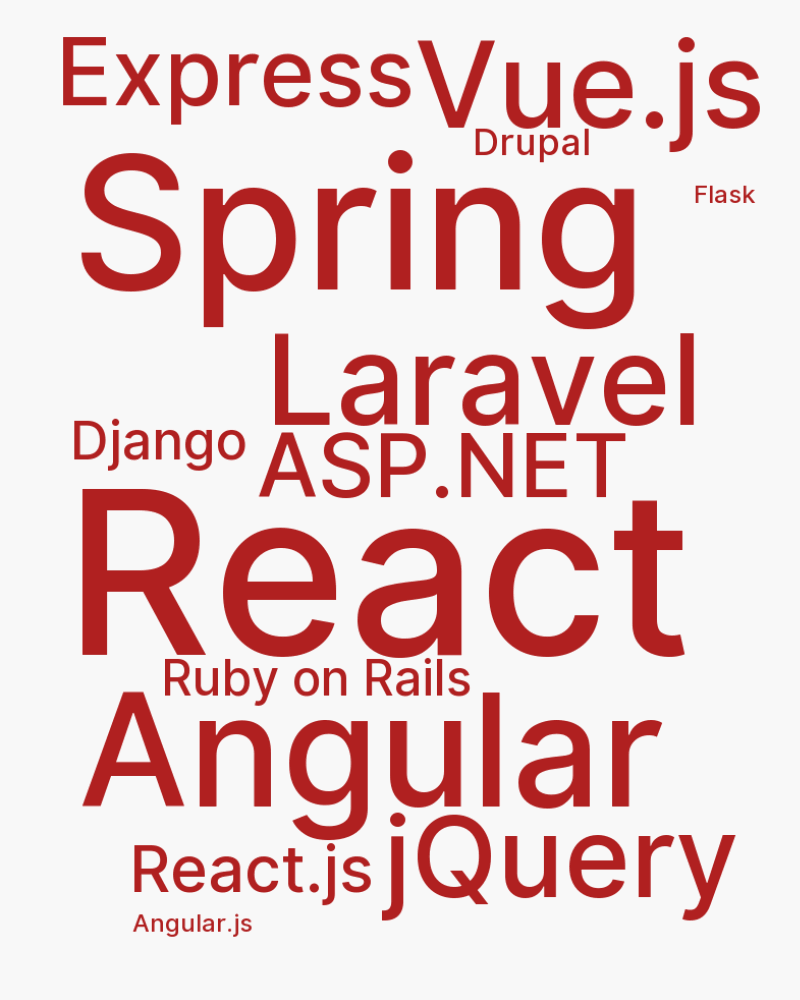 Express Vue.js
Drupal
Spring
Flask
Laravel
Django
ASP.NET
React
Ruby on Rails
Angular
React.js jQuery
Angular.js